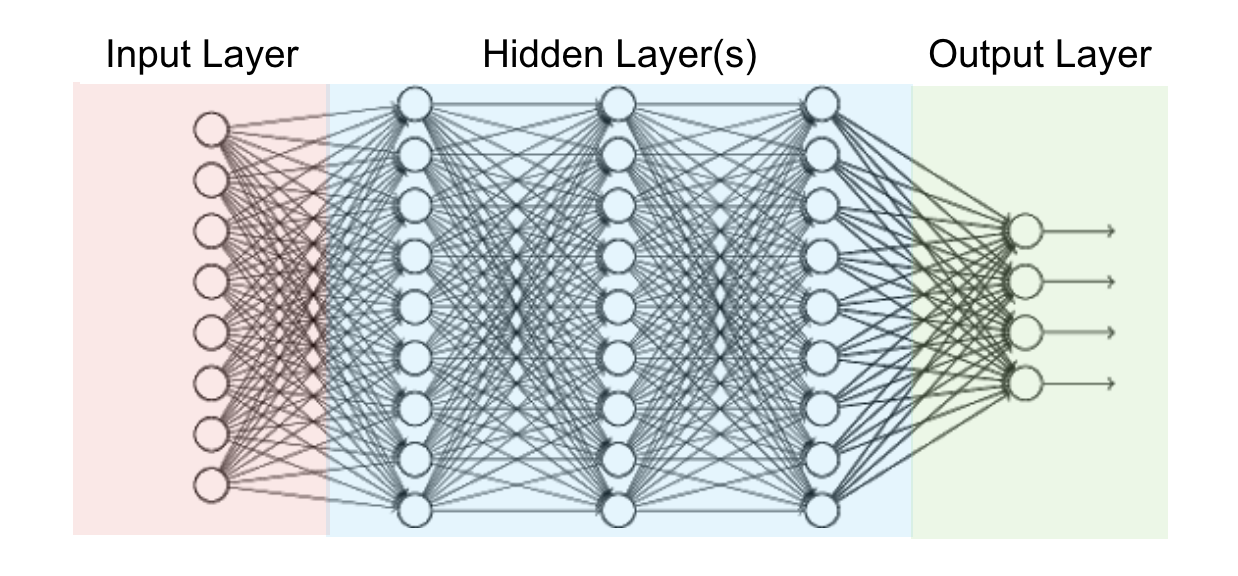 Input Layer
Hidden Layer(s)
Output Layer